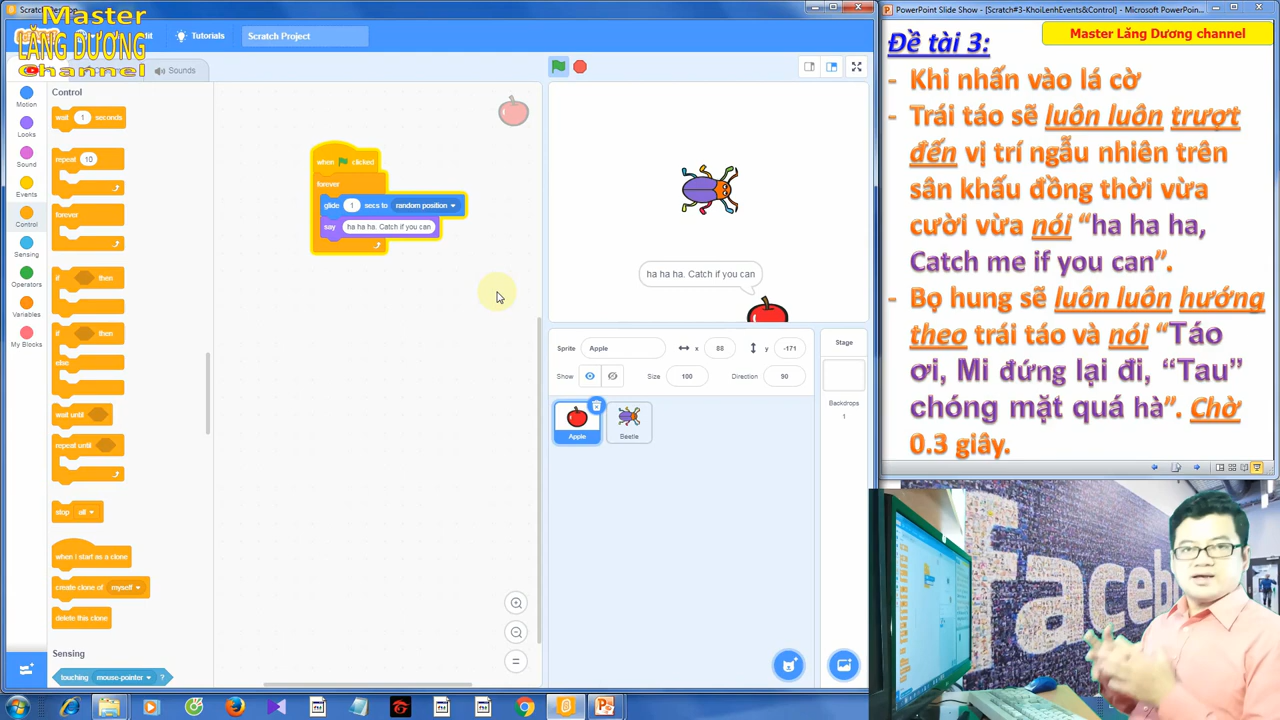 Master
LĂNG DƯƠNG
Channel
Tutorials
Scratch Project
Sounds
Motion
Looks
Sound
Events
Control
Sensing
Operators
Variables
My Blocks
Control
wait 1 seconds
repeat 10
forever
if then
if then
else
wait until
repeat until
stop all
when I start as a clone
create clone of myself
delete this clone
Sensing
touching mouse-pointer ?
when clicked
forever
glide 1 secs to random position
say ha ha ha. Catch if you can
ha ha ha. Catch if you can
Sprite Apple x 88 y -171
Show Size 100 Direction 90
Apple
Beetle
Stage
Backdrops
1
PowerPoint Slide Show - [Scratch#3-KhoiLenhEvents&Control] - Microsoft PowerPoin...
Master Lăng Dương channel
Đề tài 3:
- Khi nhấn vào lá cờ
- Trái táo sẽ luôn luôn trượt
đến vị trí ngẫu nhiên trên
sân khấu đồng thời vừa
cười vừa nói “ha ha ha,
Catch me if you can”.
- Bọ hung sẽ luôn luôn hướng
theo trái táo và nói “Táo
ơi, Mi đứng lại đi, “Tau”
chóng mặt quá hà”. Chờ
0.3 giây.